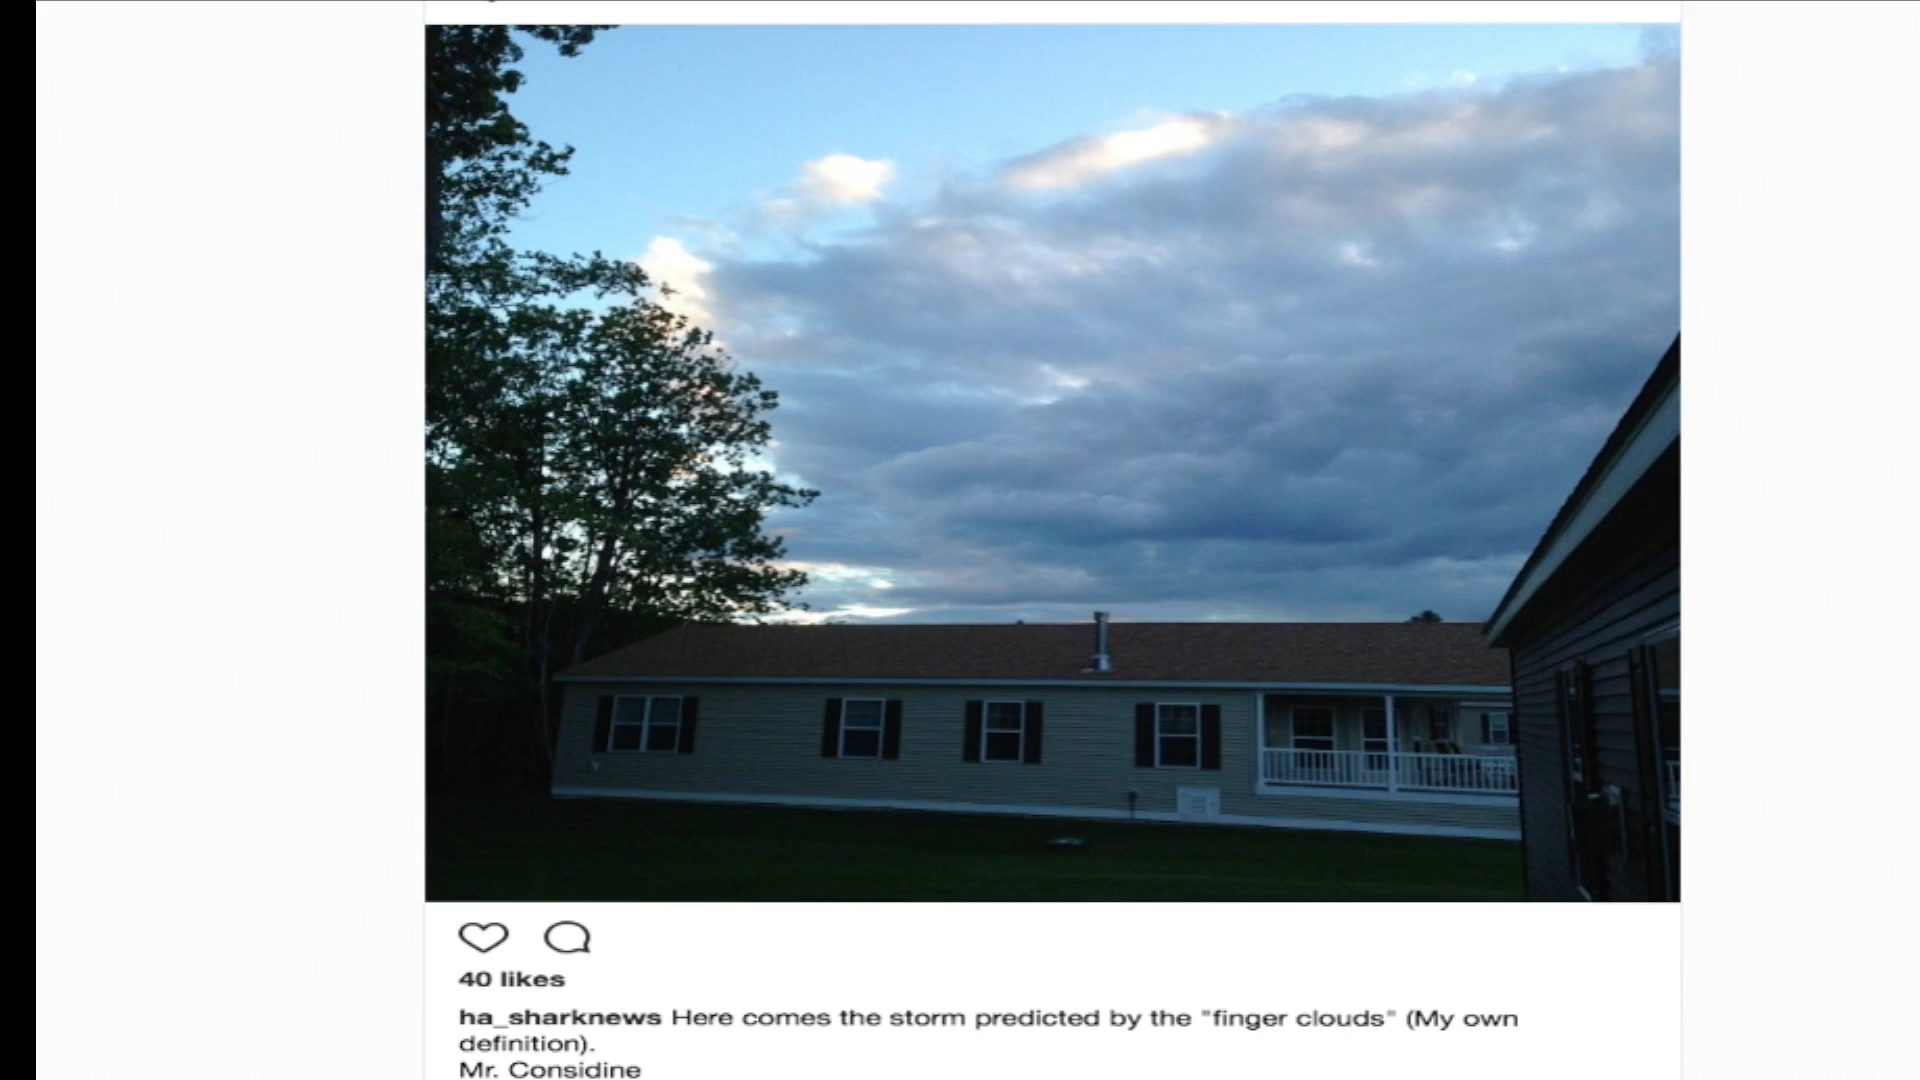 40 likes
ha_sharknews Here comes the storm predicted by the "finger clouds" (My own
definition).
Mr. Considine